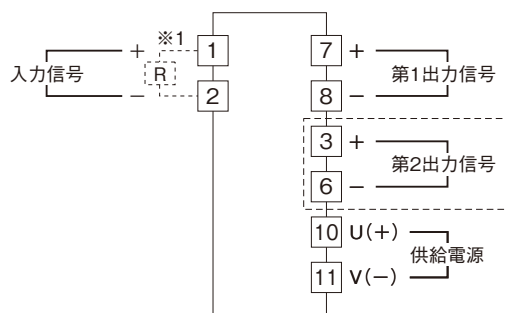 ※1
入力信号
+
−
R
1
2
7 +
8 −
第1出力信号
3 +
6 −
第2出力信号
10 U(+)
11 V(−)
供給電源